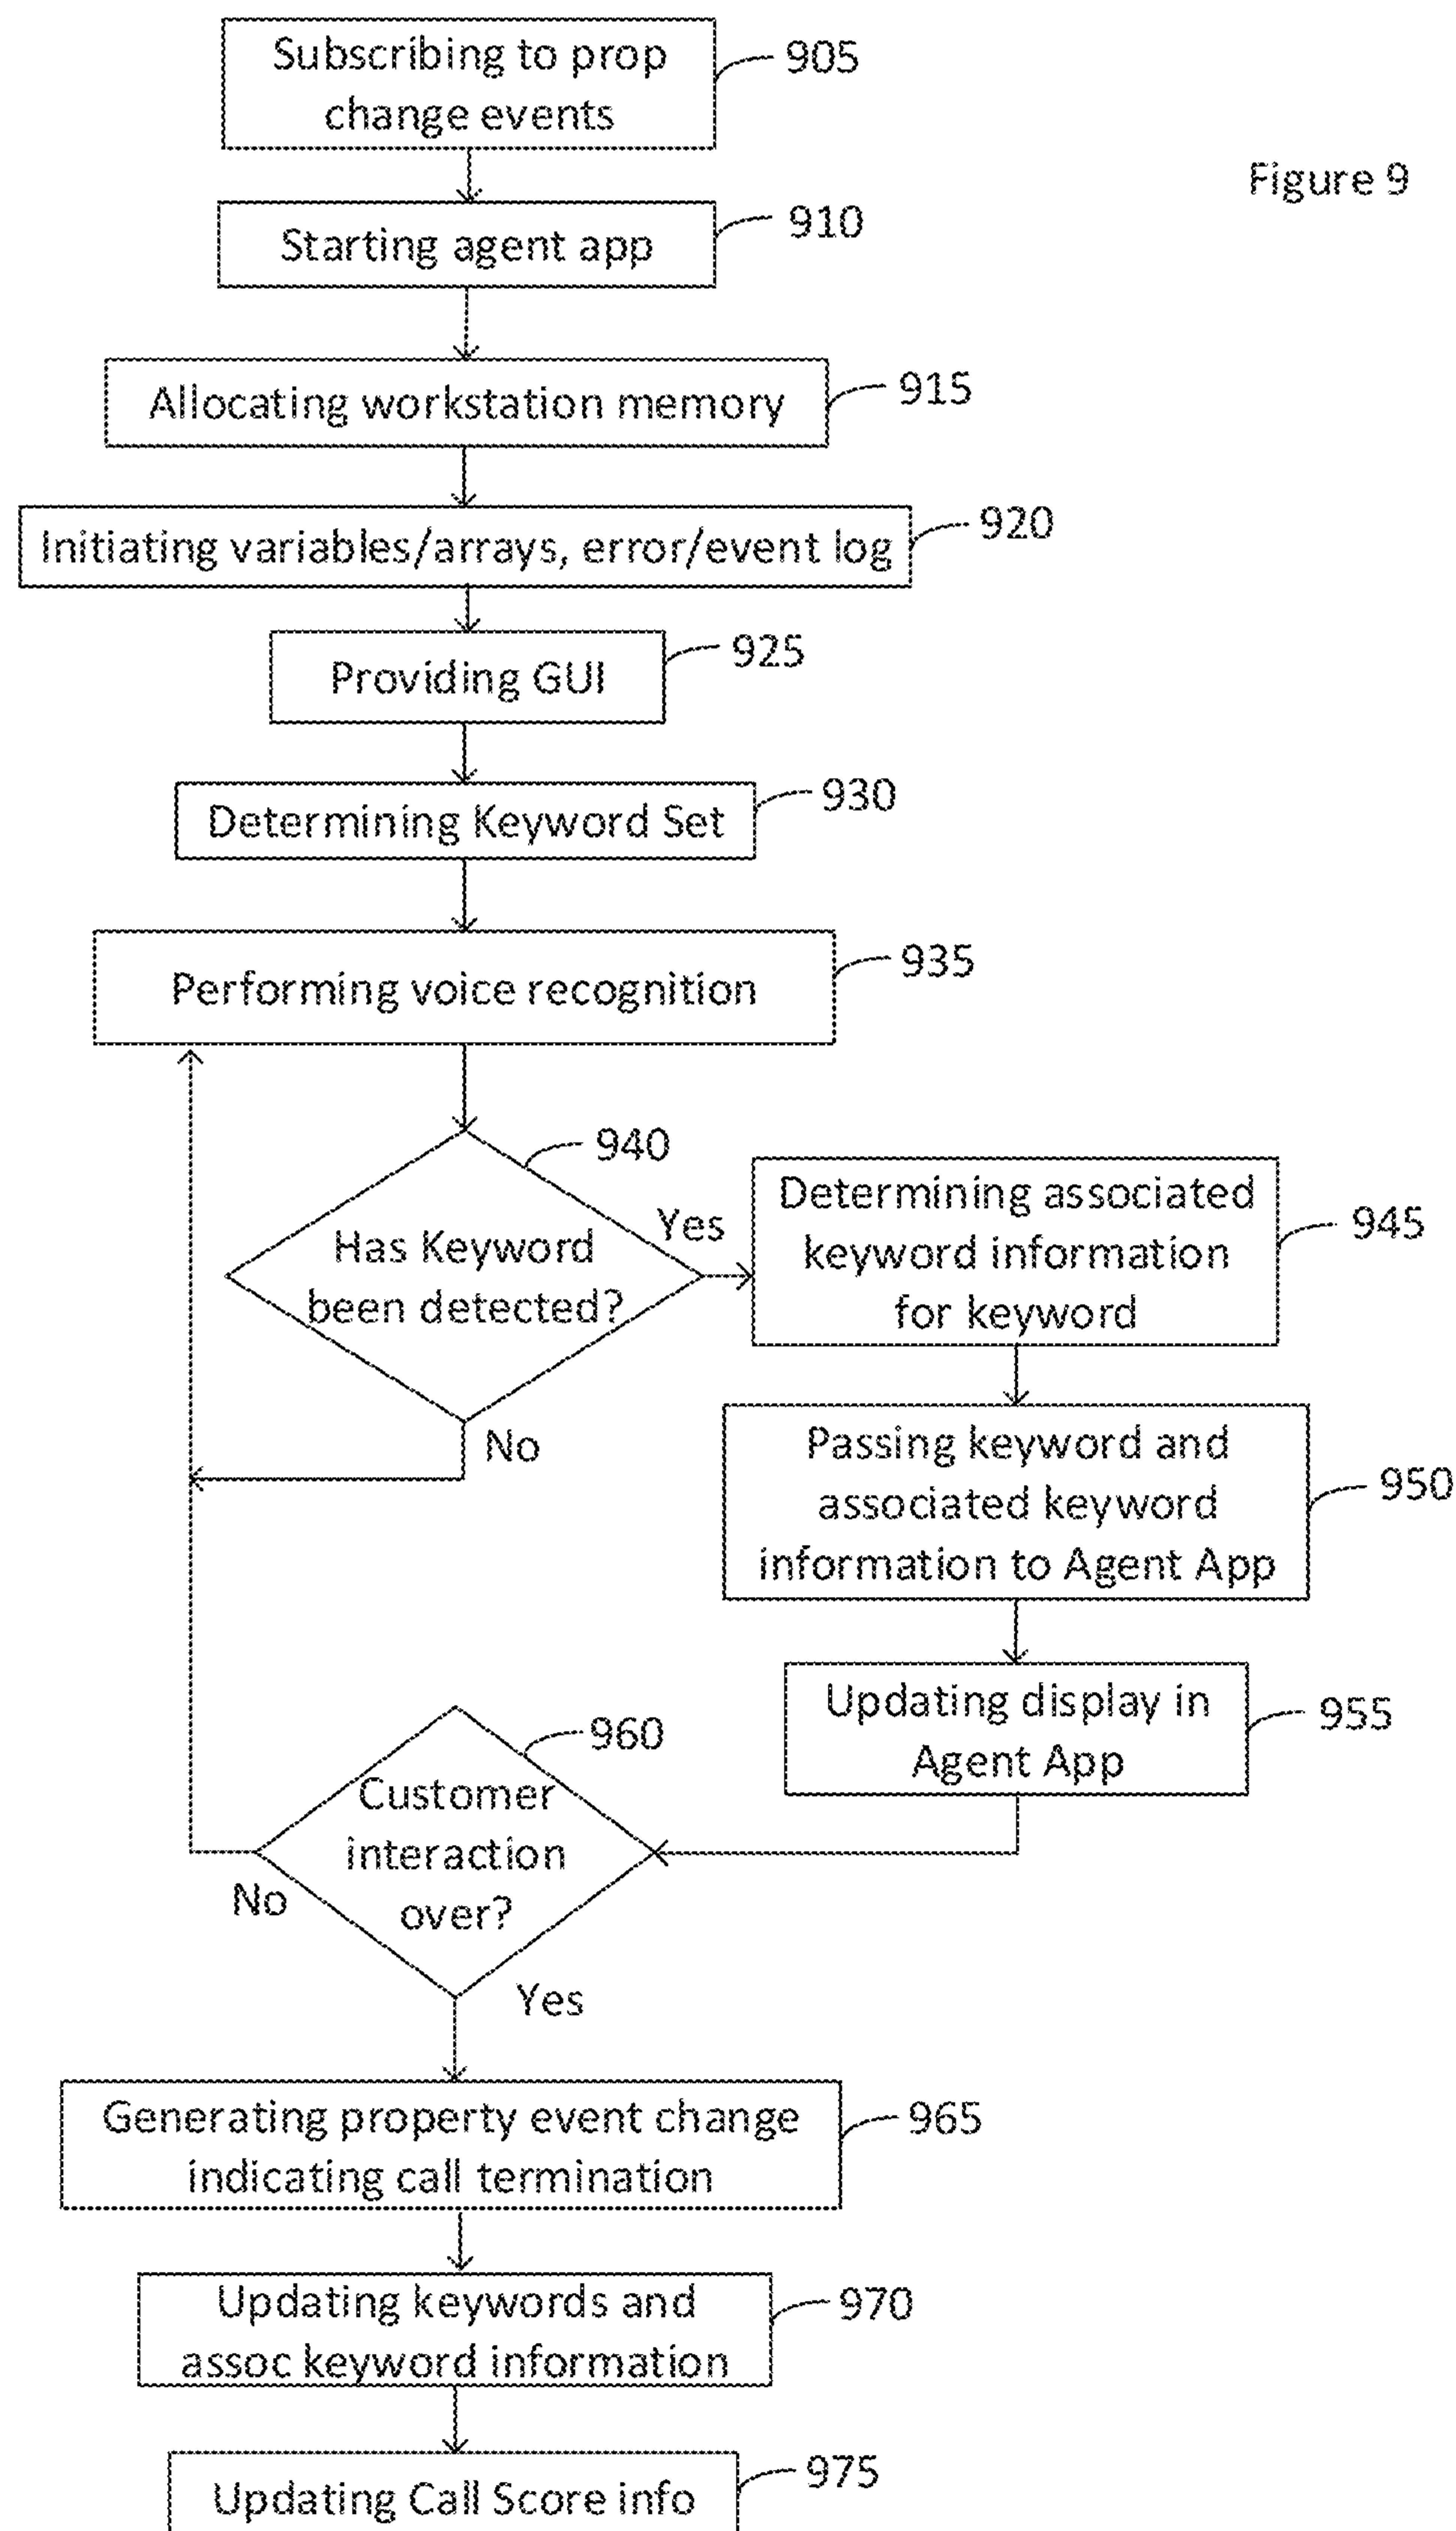 Subscribing to prop
change events
905
Figure 9
Starting agent app
910
Allocating workstation memory
915
Initiating variables/arrays, error/event log
920
Providing GUI
925
Determining Keyword Set
930
Performing voice recognition
935
940
Has Keyword
been detected?
Yes
No
Determining associated
keyword information
for keyword
945
Passing keyword and
associated keyword
information to Agent App
950
Updating display in
Agent App
955
960
Customer
interaction
over?
No
Yes
Generating property event change
indicating call termination
965
Updating keywords and
assoc keyword information
970
Updating Call Score info
975